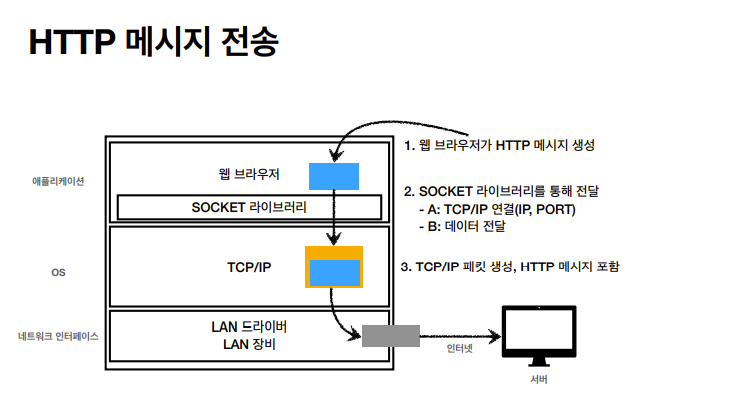 HTTP 메시지 전송
1. 웹 브라우저가 HTTP 메시지 생성
애플리케이션
웹 브라우저
SOCKET 라이브러리
2. SOCKET 라이브러리를 통해 전달
- A: TCP/IP 연결(IP, PORT)
- B: 데이터 전달
OS
TCP/IP
3. TCP/IP 패킷 생성, HTTP 메시지 포함
네트워크 인터페이스
LAN 드라이버
LAN 장비
인터넷
서버